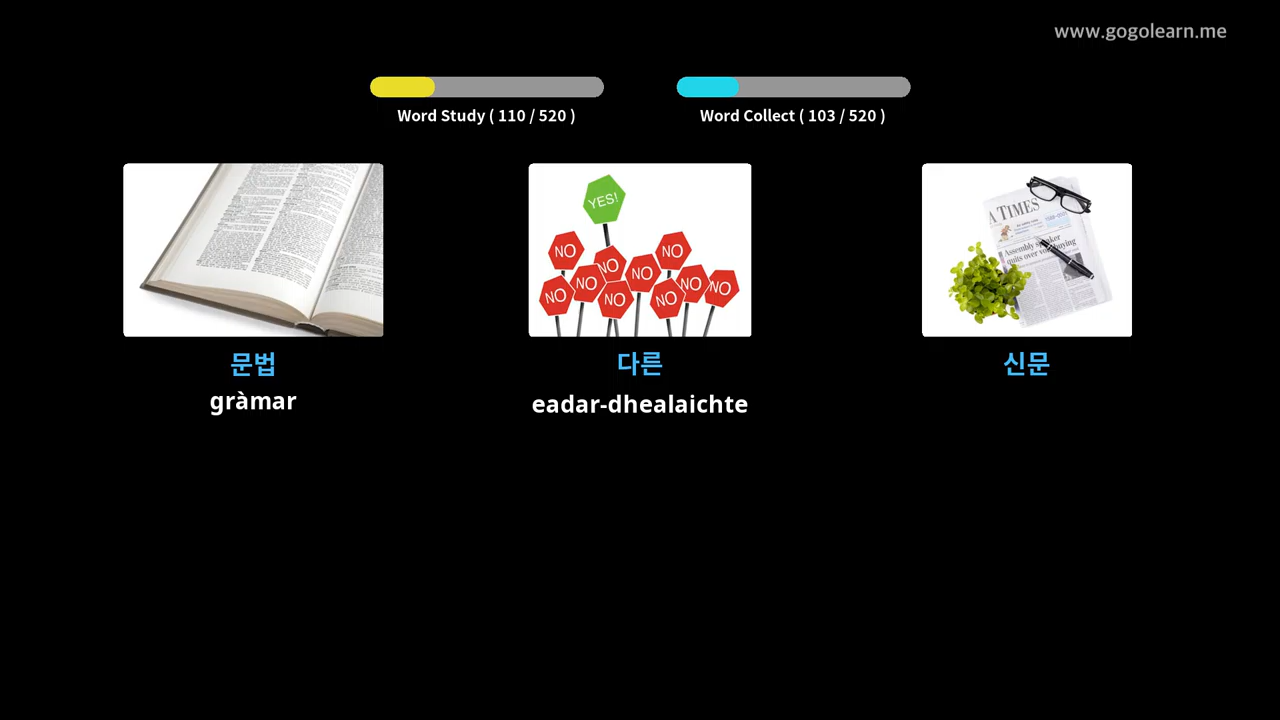 www.gogolearn.me
Word Study ( 110 / 520 )
Word Collect ( 103 / 520 )
YES!
NO
NO
NO
NO
NO
NO
NO
NO
NO
NO
A TIMES
문법
다른
신문
gràmar
eadar-dhealaichte